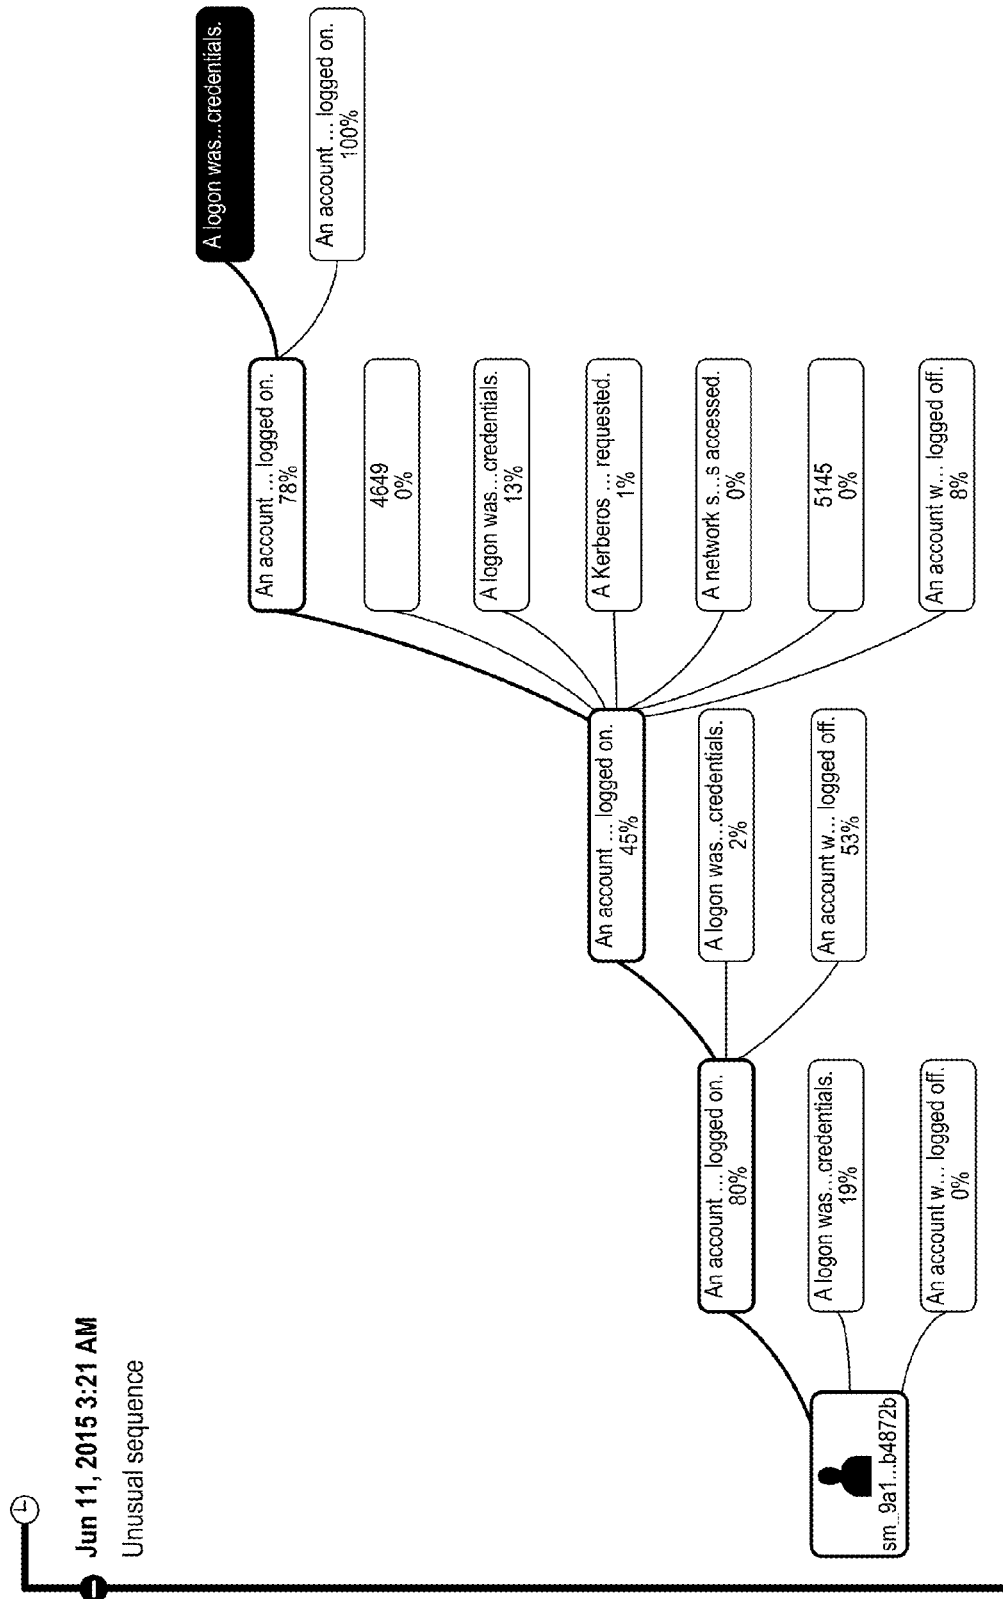 Jun 11, 2015 3:21 AM
Unusual sequence
sm_9a1...b4872b
An account ... logged on.
80%
A logon was...credentials.
19%
An account w... logged off.
0%
An account ... logged on.
45%
A logon was...credentials.
2%
An account w... logged off.
53%
An account ... logged on.
78%
4649
0%
A logon was...credentials.
13%
A Kerberos ... requested.
1%
A network s...s accessed.
0%
5145
0%
An account w... logged off.
8%
A logon was...credentials.
An account ... logged on.
100%